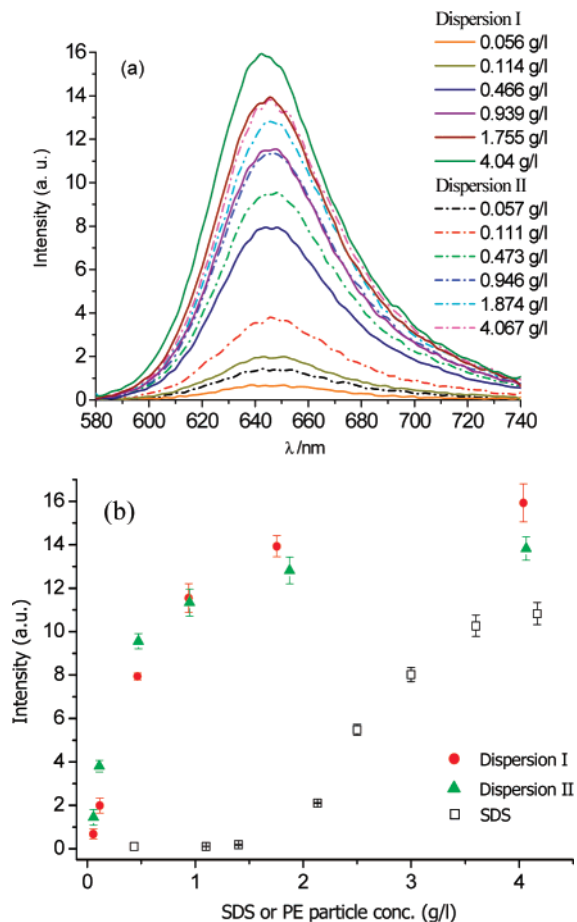 (a)
Dispersion I
0.056 g/l
0.114 g/l
0.466 g/l
0.939 g/l
1.755 g/l
4.04 g/l
Dispersion II
0.057 g/l
0.111 g/l
0.473 g/l
0.946 g/l
1.874 g/l
4.067 g/l
Intensity (a. u.)
16
14
12
10
8
6
4
2
0
580 600 620 640 660 680 700 720 740
λ/nm
(b)
Intensity (a.u.)
16
14
12
10
8
6
4
2
0
Dispersion I
Dispersion II
SDS
0 1 2 3 4
SDS or PE particle conc. (g/l)